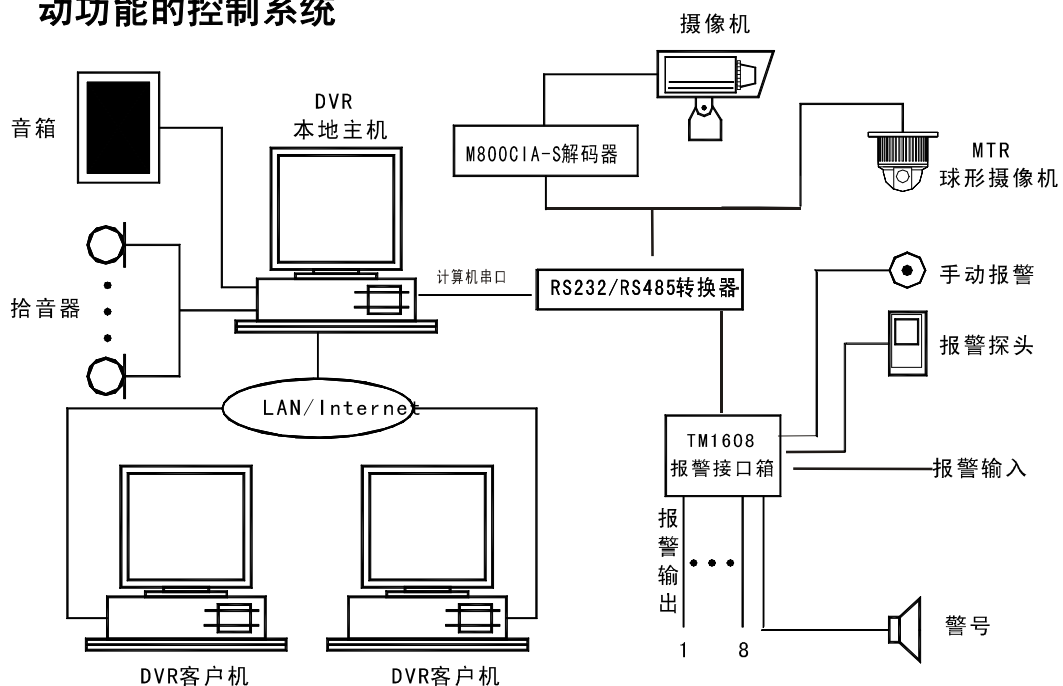 动功能的控制系统
摄像机
DVR
本地主机
音箱
M800CIA-S解码器
MTR
球形摄像机
计算机串口
RS232/RS485转换器
手动报警
拾音器
报警探头
LAN/Internet
TM1608
报警接口箱
报警输入
报警输出
1
8
警号
DVR客户机
DVR客户机